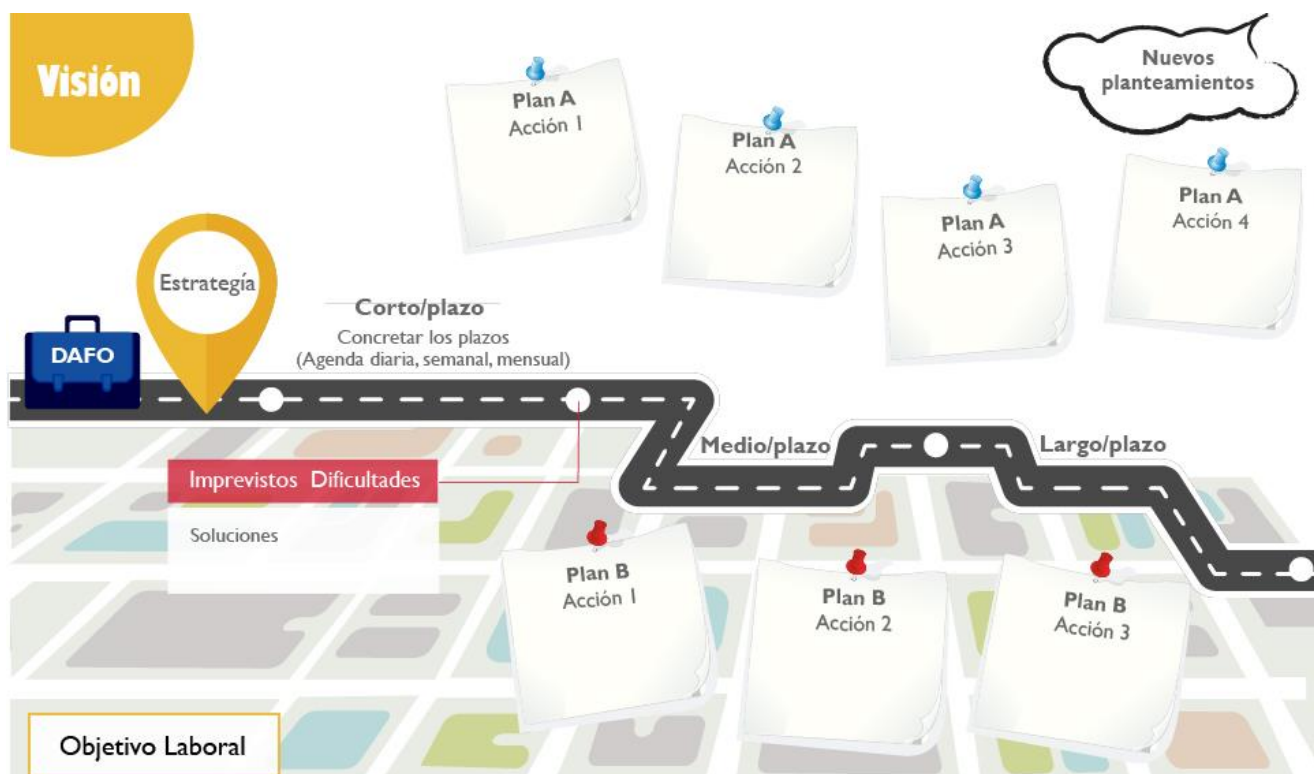 Visión
Nuevos
planteamientos
Plan A
Acción 1
Plan A
Acción 2
Plan A
Acción 3
Plan A
Acción 4
Estrategía
DAFO
Corto/plazo
Concretar los plazos
(Agenda diaria, semanal, mensual)
Medio/plazo
Largo/plazo
Imprevistos Dificultades
Soluciones
Plan B
Acción 1
Plan B
Acción 2
Plan B
Acción 3
Objetivo Laboral